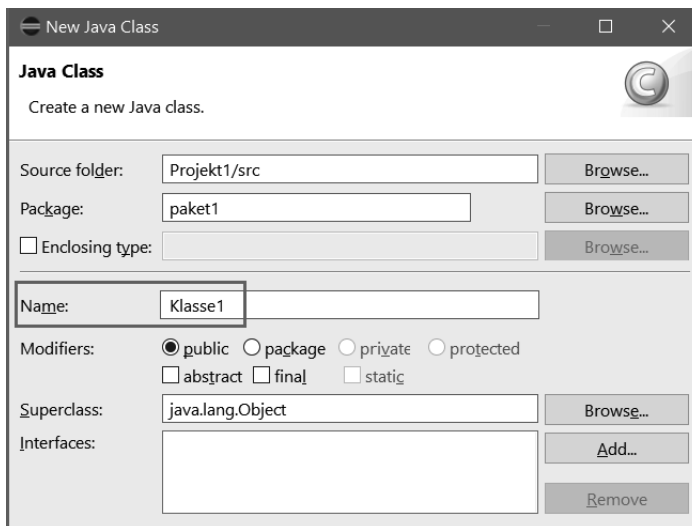 New Java Class
Java Class
Create a new Java class.
Source folder: Projekt1/src Browse...
Package: paket1 Browse...
Enclosing type: Browse...
Name: Klasse1
Modifiers: public package private protected
abstract final static
Superclass: java.lang.Object Browse...
Interfaces: Add...
Remove